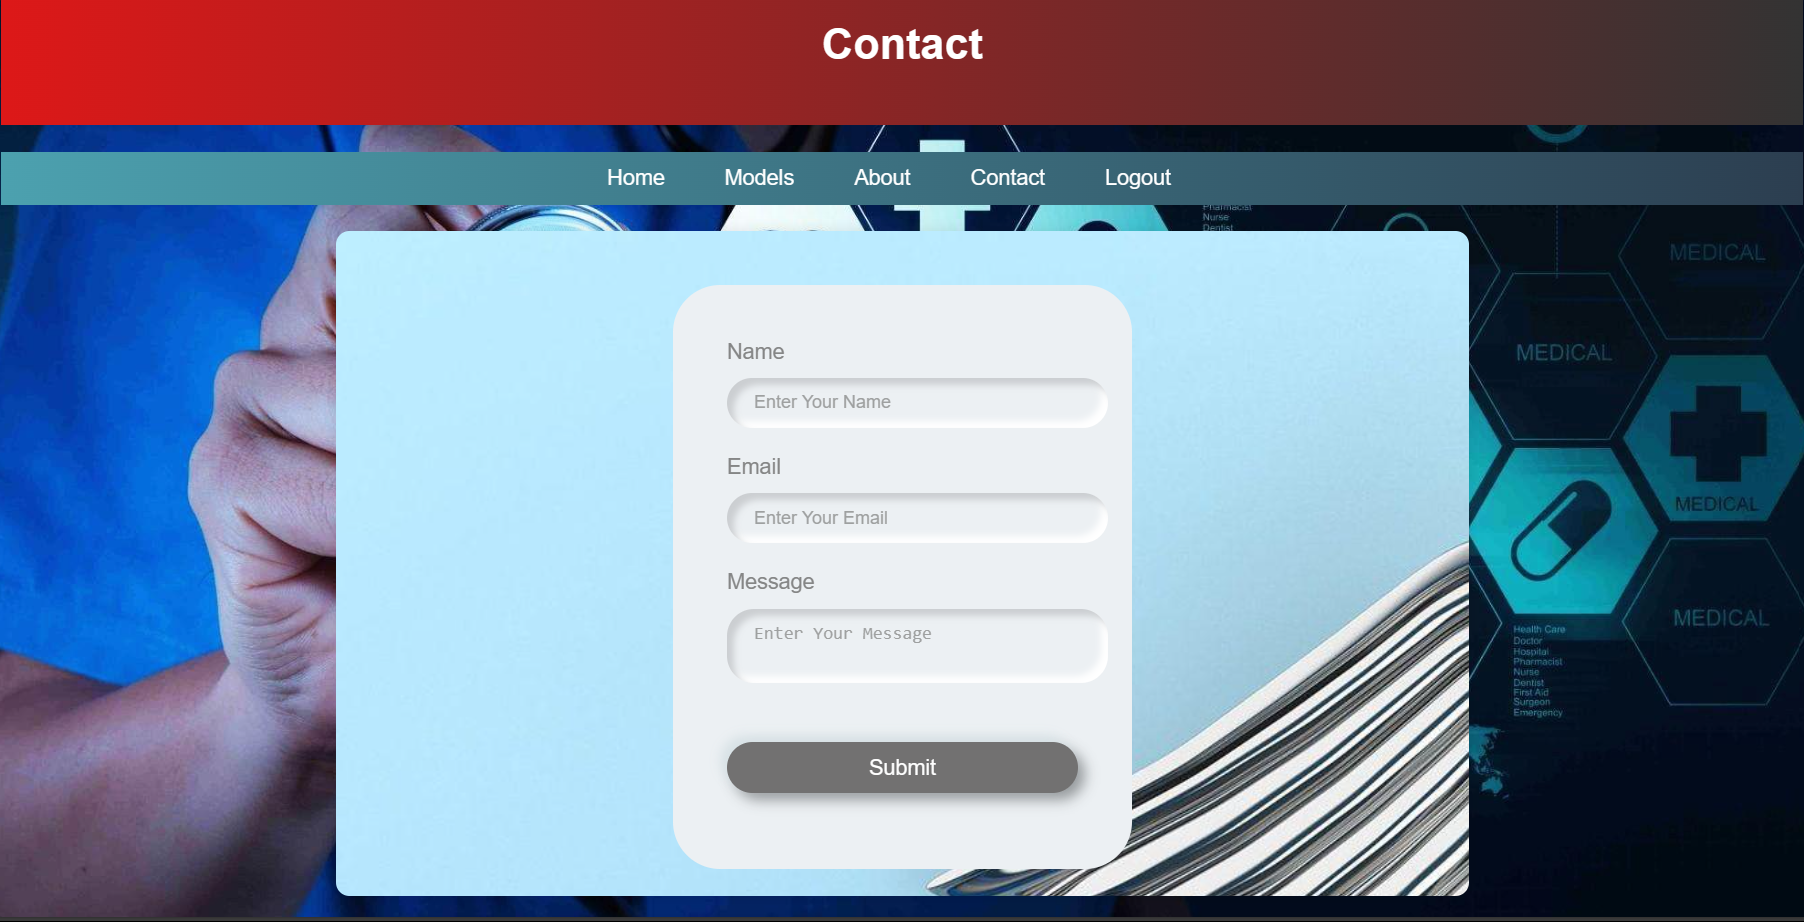 Contact
Home Models About Contact Logout
Pharmacist
Nurse
Dentist
MEDICAL
MEDICAL
MEDICAL
MEDICAL
Health Care
Doctor
Hospital
Pharmacist
Nurse
Dentist
First Aid
Surgeon
Emergency
Name
Enter Your Name
Email
Enter Your Email
Message
Enter Your Message
Submit